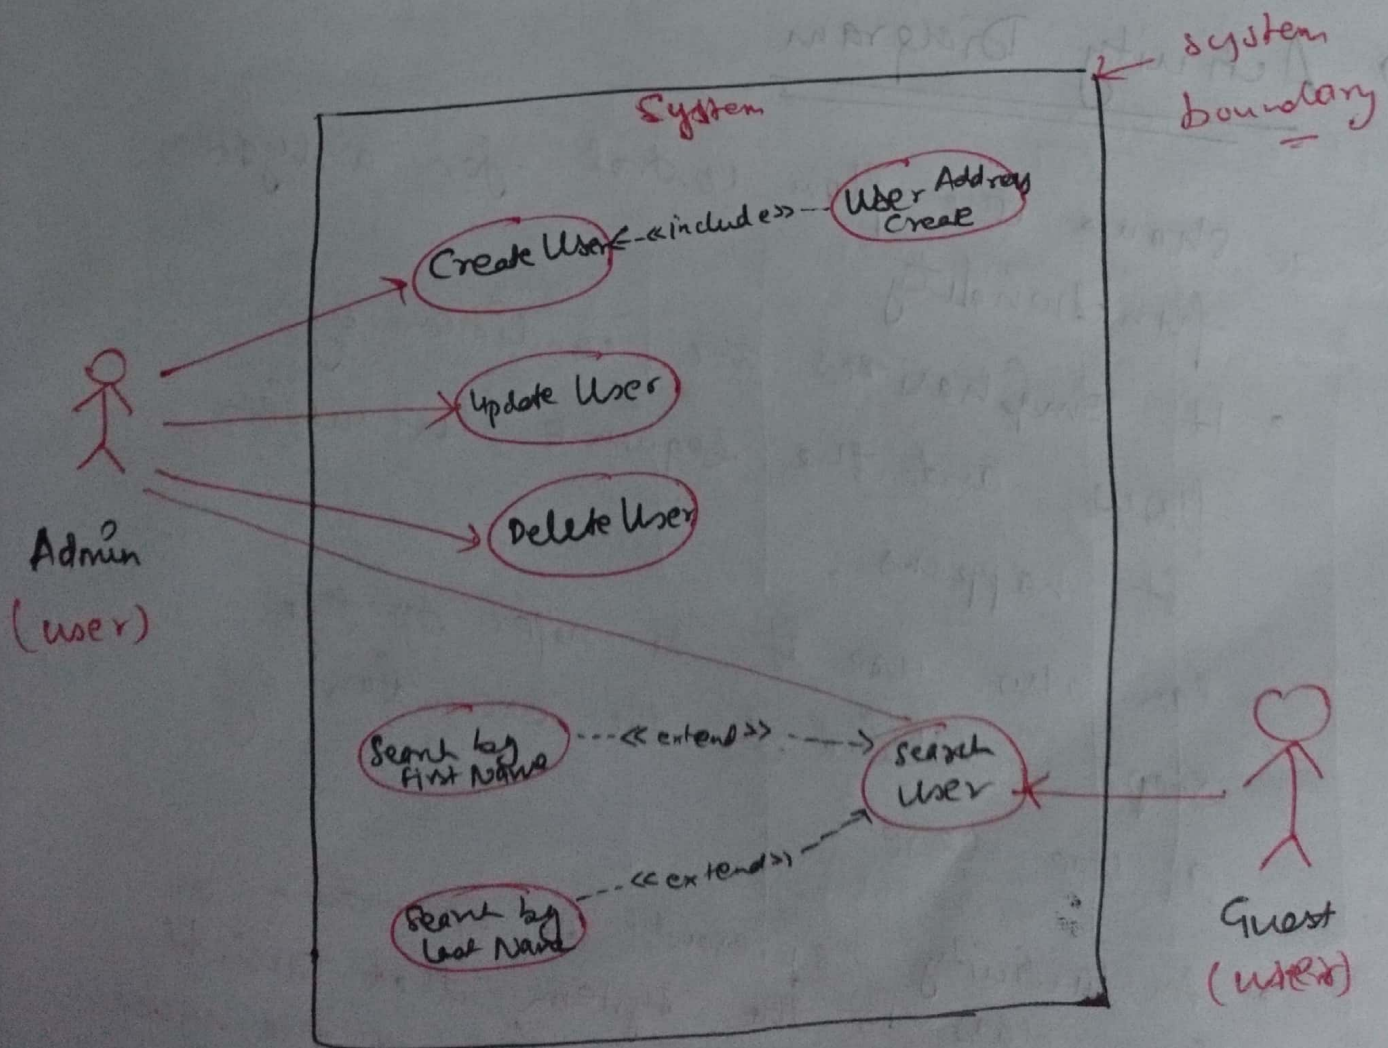 system
boundary
System
User Address
Create
Create User
<<include>>
Update User
Delete User
Admin
(user)
Search by
First Name
<<extend>>
search
user
<<extend>>
Search by
Last Name
Guest
(user)